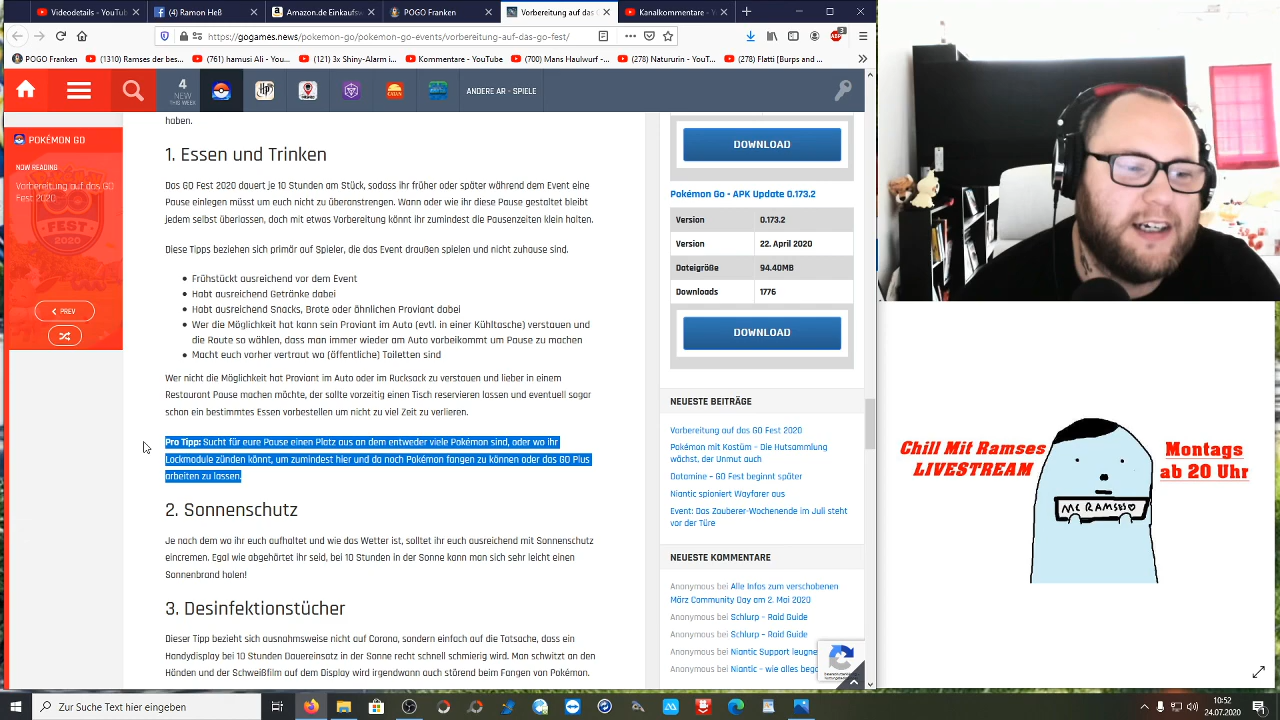 Videodetails - YouTub
(4) Ramon Heß
Amazon.de Einkaufsw
POGO Franken
Vorbereitung auf das G
Kanalkommentare - Y
https://gogames.news/pokemon-go/pokemon-go-events/vorbereitung-auf-das-go-fest/
POGO Franken
(1310) Ramses der bes...
(761) hamusi Ali - You...
(121) 3x Shiny-Alarm i...
Kommentare - YouTube
(700) Mans Haulwurf - ...
(278) Naturion - YouT...
(278) Flatti (Burps and ...
4
NEW
THIS WEEK
ANDERE AR - SPIELE
POKÉMON GO
NOW READING
Vorbereitung auf das GO
Fest 2020
GO
FEST
2020
PREV
haben.
1. Essen und Trinken
Das GO Fest 2020 dauert je 10 Stunden am Stück, sodass ihr früher oder später während dem Event eine
Pause einlegen müsst um euch nicht zu überanstrengen. Wann oder wie ihr diese Pause gestaltet bleibt
jedem selbst überlassen, doch mit etwas Vorbereitung könnt ihr zumindest die Pausenzeiten klein halten.
Diese Tipps beziehen sich primär auf Spieler, die das Event draußen spielen und nicht zuhause sind.
Frühstückt ausreichend vor dem Event
Habt ausreichend Getränke dabei
Habt ausreichend Snacks, Brote oder ähnlichen Proviant dabei
Wer die Möglichkeit hat kann sein Proviant im Auto (evtl. in einer Kühltasche) verstauen und
die Route so wählen, dass man immer wieder am Auto vorbeikommt um Pause zu machen
Macht euch vorher vertraut wo (öffentliche) Toiletten sind
Wer nicht die Möglichkeit hat Proviant im Auto oder im Rucksack zu verstauen und lieber in einem
Restaurant Pause machen möchte, der sollte vorzeitig einen Tisch reservieren lassen und eventuell sogar
schon ein bestimmtes Essen vorbestellen um nicht zu viel Zeit zu verlieren.
Pro Tipp: Sucht für eure Pause einen Platz aus an dem entweder viele Pokémon sind, oder wo ihr
Lockmodule zünden könnt, um zumindest hier und da noch Pokémon fangen zu können oder das GO Plus
arbeiten zu lassen.
2. Sonnenschutz
Je nach dem wo ihr euch aufhaltet und wie das Wetter ist, solltet ihr euch ausreichend mit Sonnenschutz
eincremen. Egal wie abgehärtet ihr seid, bei 10 Stunden in der Sonne kann man sich sehr leicht einen
Sonnenbrand holen!
3. Desinfektionstücher
Dieser Tipp bezieht sich ausnahmsweise nicht auf Corona, sondern einfach auf die Tatsache, dass ein
Handydisplay bei 10 Stunden Dauereinsatz in der Sonne recht schnell schmierig wird. Man schwitzt an den
Händen und der Schweißfilm auf dem Display wird irgendwann auch störend beim Fangen von Pokémon.
DOWNLOAD
Pokémon Go - APK Update 0.173.2
Version 0.173.2
Version 22. April 2020
Dateigröße 94.40MB
Downloads 1776
DOWNLOAD
NEUESTE BEITRÄGE
Vorbereitung auf das GO Fest 2020
Pokémon mit Kostüm – Die Hutsammlung
wächst, der Unmut auch
Datamine – GO Fest beginnt später
Niantic spioniert Wayfarer aus
Event: Das Zauberer-Wochenende im Juli steht
vor der Türe
NEUESTE KOMMENTARE
Anonymous bei Alle Infos zum verschobenen
März Community Day am 2. Mai 2020
Anonymous bei Schlurp – Raid Guide
Anonymous bei Schlurp – Raid Guide
Anonymous bei Niantic Support leugne
Anonymous bei Niantic – wie alles bega
Chill Mit Ramses
LIVESTREAM
Montags
ab 20 Uhr
MC RAMSES
Zur Suche Text hier eingeben
10:52
24.07.2020